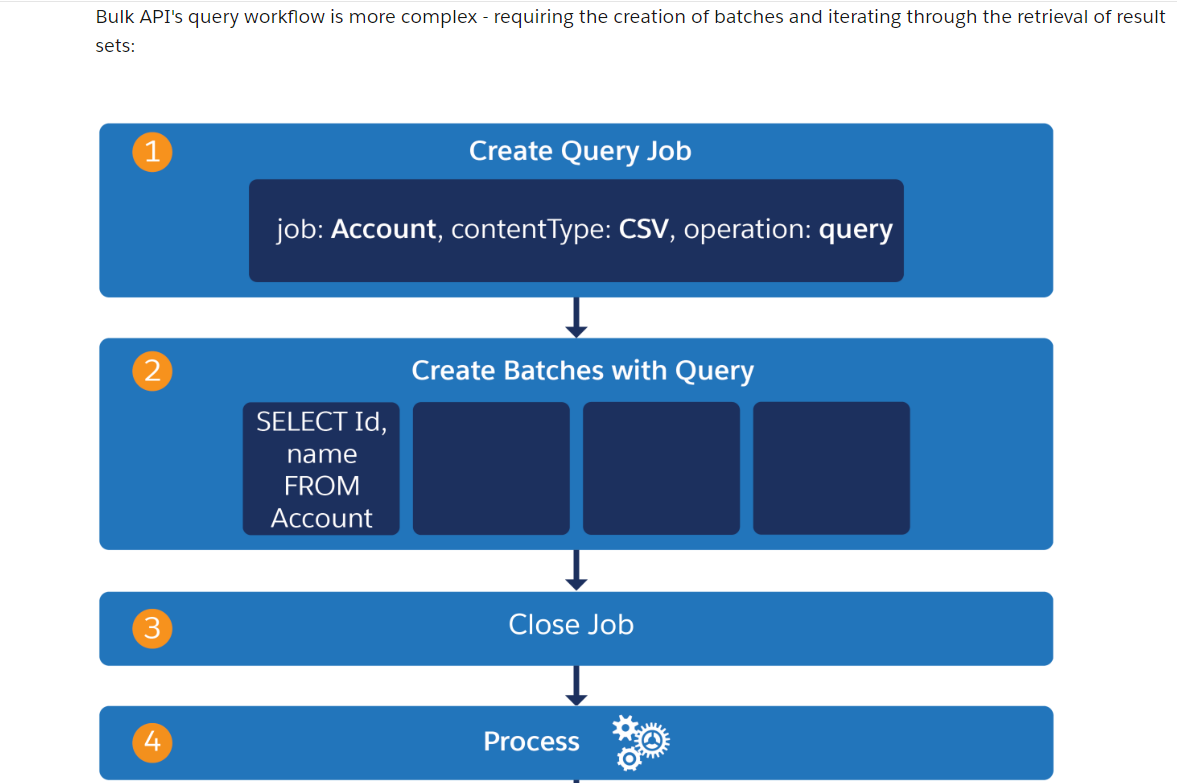 Bulk API's query workflow is more complex - requiring the creation of batches and iterating through the retrieval of result
sets:
1
Create Query Job
job: Account, contentType: CSV, operation: query
2
Create Batches with Query
SELECT Id,
name
FROM
Account
3
Close Job
4
Process